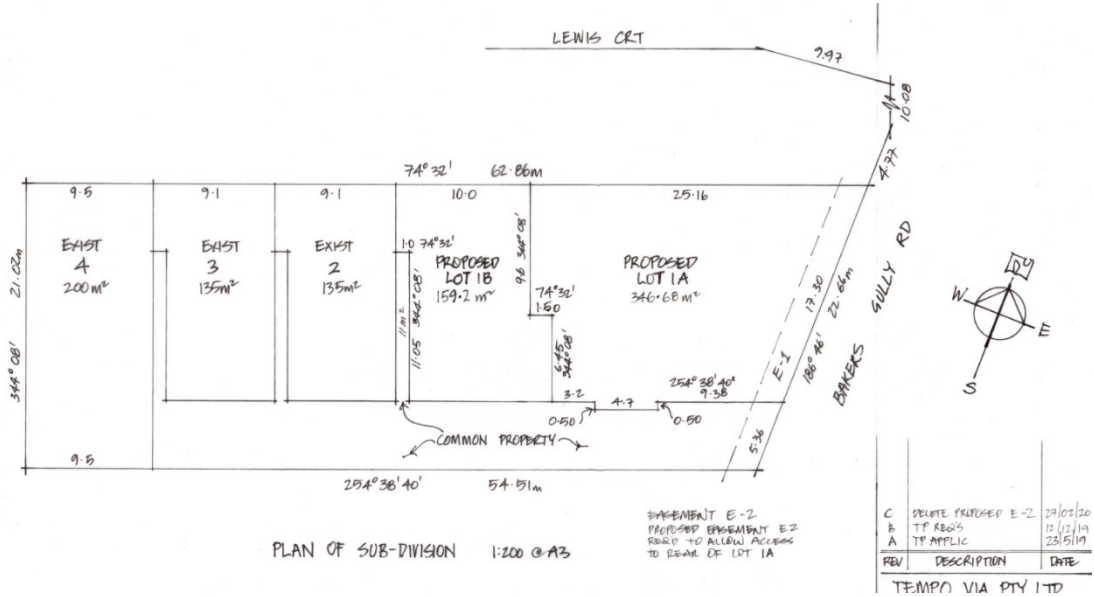 LEWIS CRT
9.97
10.08
4.77
74°32' 62.86m
9.5
9.1
9.1
10.0
25.16
EXIST
4
200 m²
EXIST
3
135m²
EXIST
2
135m²
1.0 74°32'
PROPOSED
LOT 1B
159.2 m²
9.6 344°08'
74°32'
1.50
PROPOSED
LOT 1A
346.68 m²
21.02m
344°08'
11m²
11.05 344°08'
6.45
344°08'
E-1
17.30
186°46' 22.66m
BAKERS GULLY RD
W
E
S
3.2
0.50
4.7
254°38'40"
9.38
0.50
5.36
COMMON PROPERTY
9.5
254°38'40" 54.51m
PLAN OF SUB-DIVISION 1:200 @ A3
EASEMENT E-2
PROPOSED EASEMENT E2
REQ'D TO ALLOW ACCESS
TO REAR OF LOT 1A
C DELETE PROPOSED E-2 27/02/20
B TP REQ'S 12/12/19
A TP APPLIC 23/5/19
REV DESCRIPTION DATE
TEMPO VIA PTY LTD